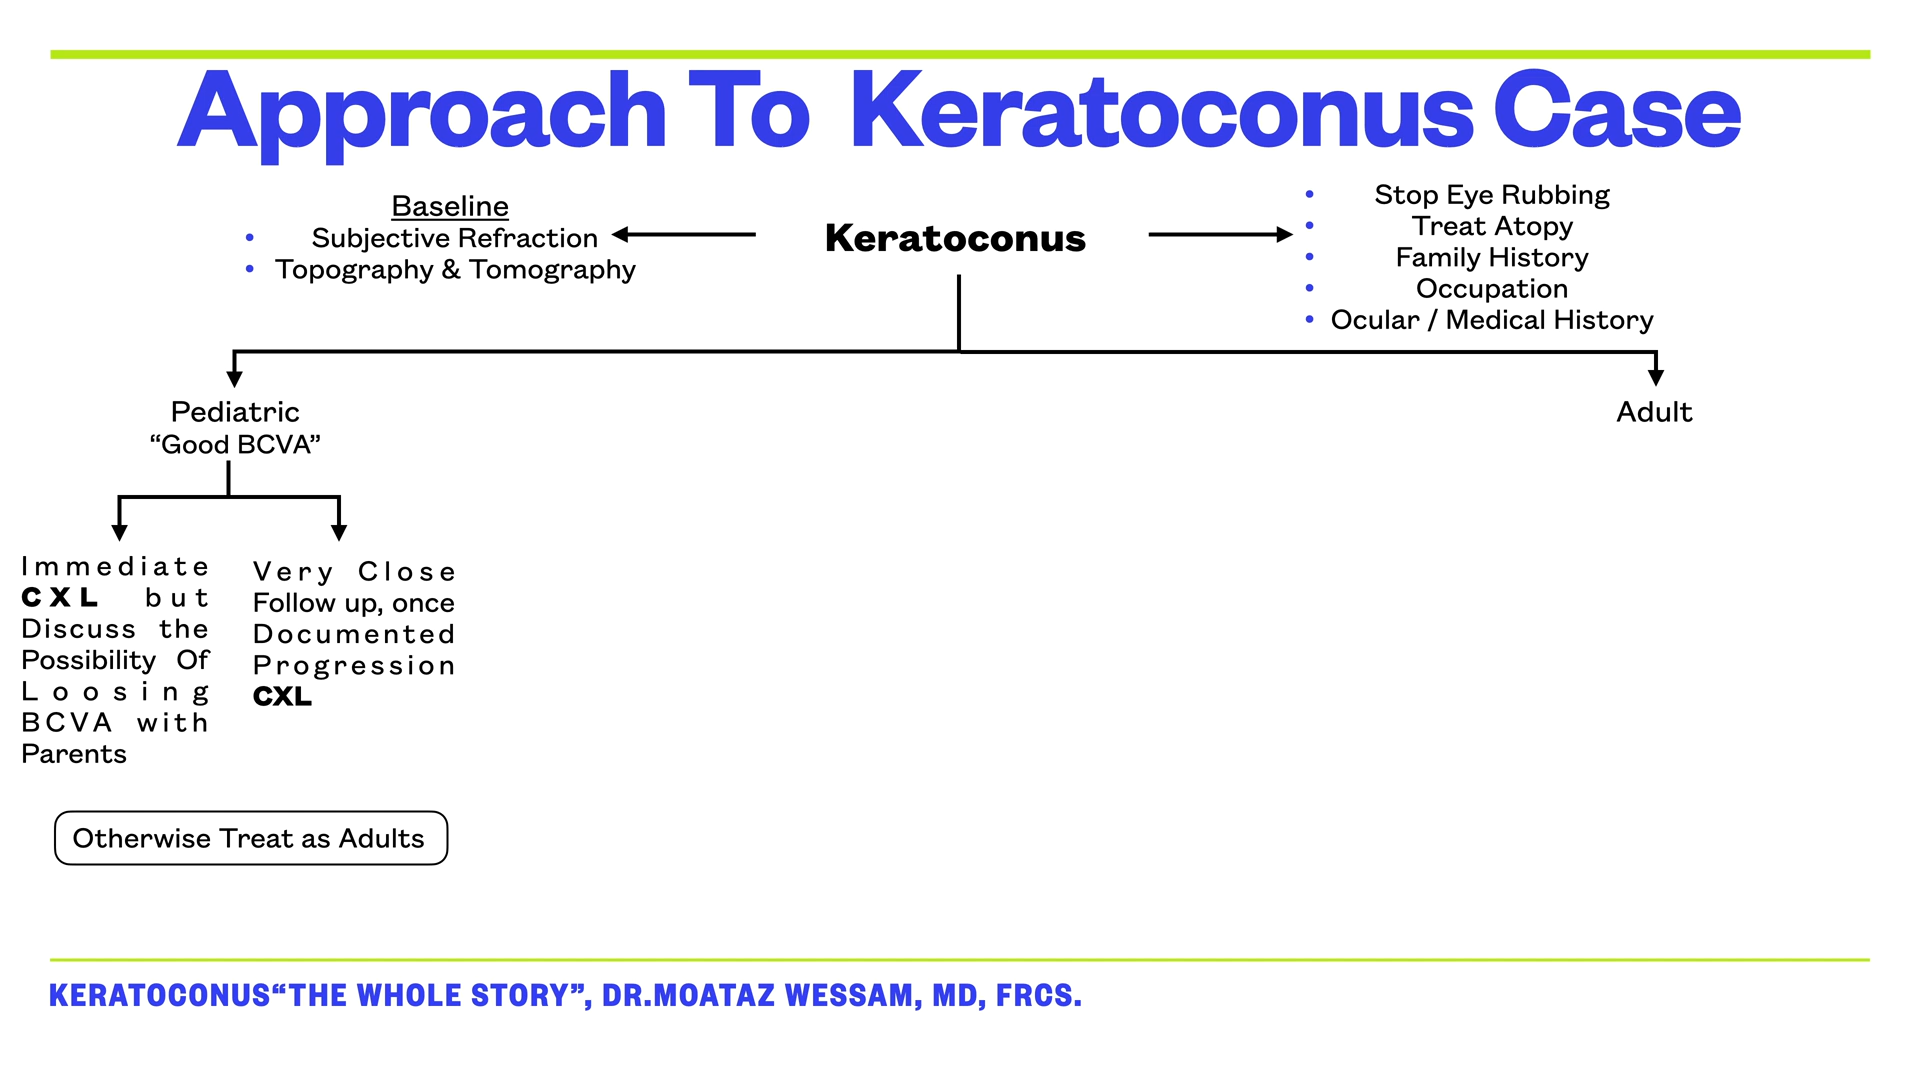 Approach To Keratoconus Case
Baseline
• Subjective Refraction
• Topography & Tomography
Keratoconus
• Stop Eye Rubbing
• Treat Atopy
• Family History
• Occupation
• Ocular / Medical History
Pediatric
“Good BCVA”
Adult
Immediate
CXL but
Discuss the
Possibility Of
Loosing
BCVA with
Parents
Very Close
Follow up, once
Documented
Progression
CXL
Otherwise Treat as Adults
KERATOCONUS“THE WHOLE STORY”, DR.MOATAZ WESSAM, MD, FRCS.